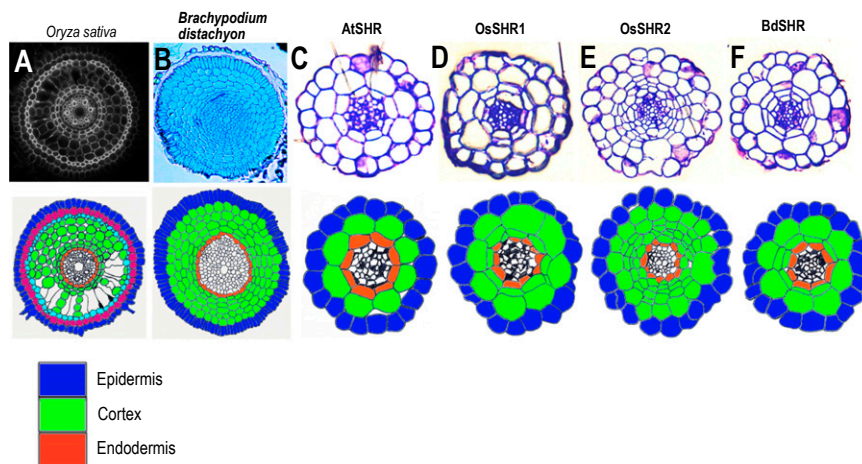 Oryza sativa
Brachypodium
distachyon
AtSHR
OsSHR1
OsSHR2
BdSHR
A
B
C
D
E
F
Epidermis
Cortex
Endodermis